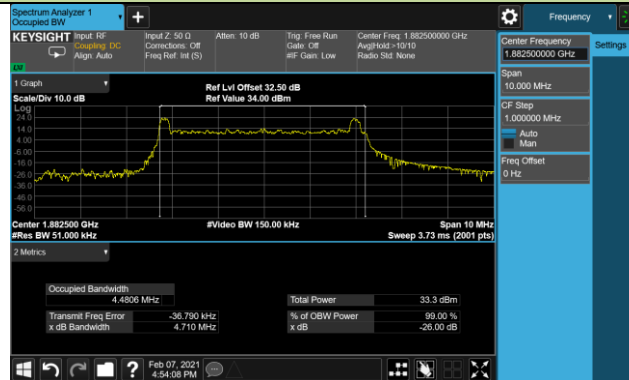 Spectrum Analyzer 1
Occupied BW
+
Frequency
KEYSIGHT
Input: RF
Coupling: DC
Align: Auto
Input Z: 50 Ω
Corrections: Off
Freq Ref: Int (S)
Atten: 10 dB
Trig: Free Run
Gate: Off
#IF Gain: Low
Center Freq: 1.882500000 GHz
Avg|Hold:>10/10
Radio Std: None
Center Frequency
1.882500000 GHz
Settings
Span
10.000 MHz
CF Step
1.000000 MHz
Auto
Man
Freq Offset
0 Hz
1 Graph
Ref Lvl Offset 32.50 dB
Scale/Div 10.0 dB
Ref Value 34.00 dBm
Log
24.0
14.0
4.00
-6.00
-16.0
-26.0
-36.0
-46.0
-56.0
Center 1.882500 GHz
#Video BW 150.00 kHz
Span 10 MHz
#Res BW 51.000 kHz
Sweep 3.73 ms (2001 pts)
2 Metrics
Occupied Bandwidth
4.4806 MHz
Total Power
33.3 dBm
Transmit Freq Error
-36.790 kHz
% of OBW Power
99.00 %
x dB Bandwidth
4.710 MHz
x dB
-26.00 dB
?
Feb 07, 2021
4:54:08 PM